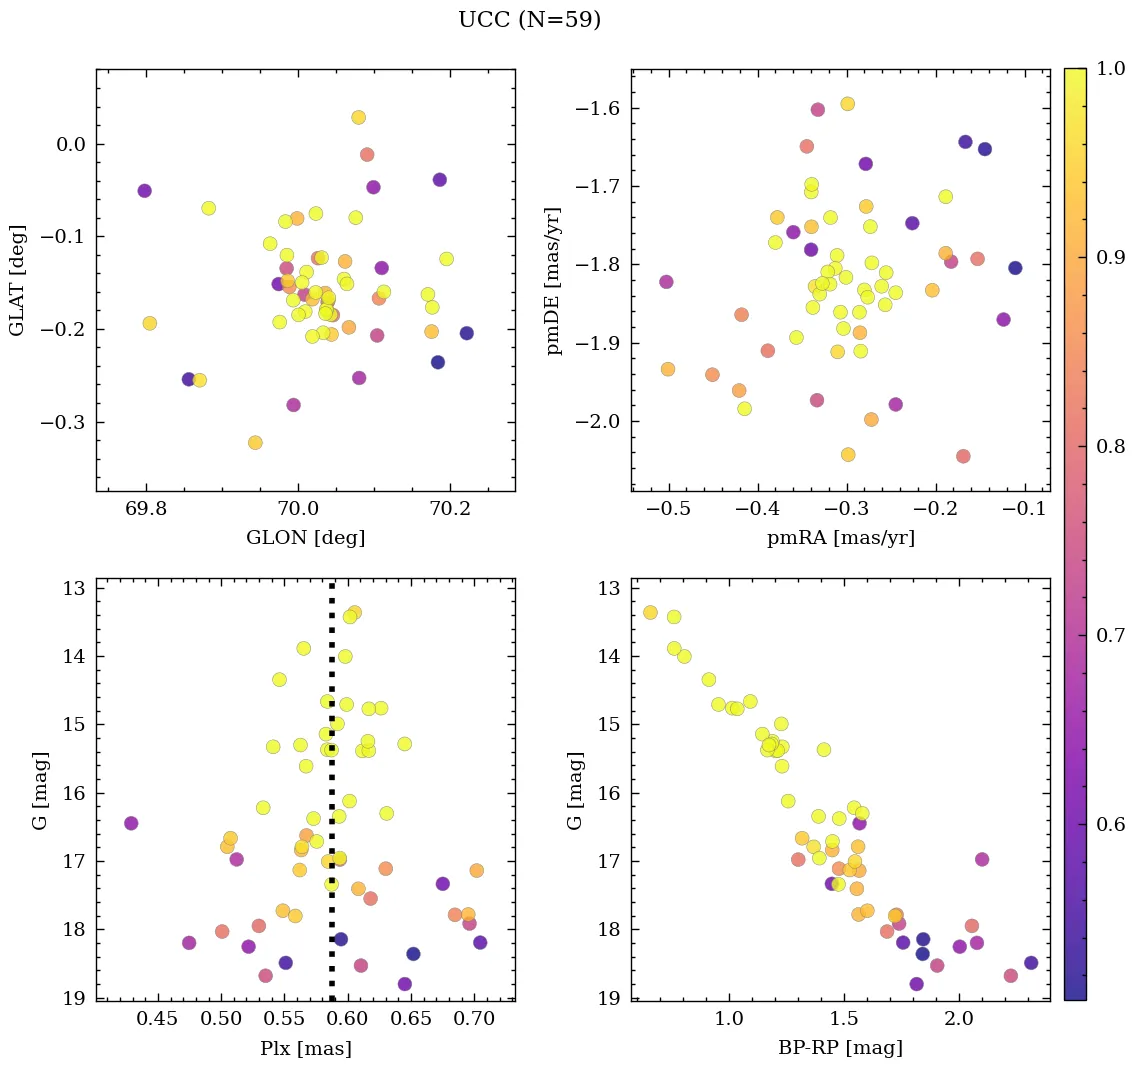 UCC (N=59)
0.0
−0.1
−0.2
−0.3
GLAT [deg]
69.8 70.0 70.2
GLON [deg]
−1.6
−1.7
−1.8
−1.9
−2.0
pmDE [mas/yr]
−0.5 −0.4 −0.3 −0.2 −0.1
pmRA [mas/yr]
13
14
15
16
17
18
19
G [mag]
0.45 0.50 0.55 0.60 0.65 0.70
Plx [mas]
13
14
15
16
17
18
19
G [mag]
1.0 1.5 2.0
BP-RP [mag]
1.0
0.9
0.8
0.7
0.6